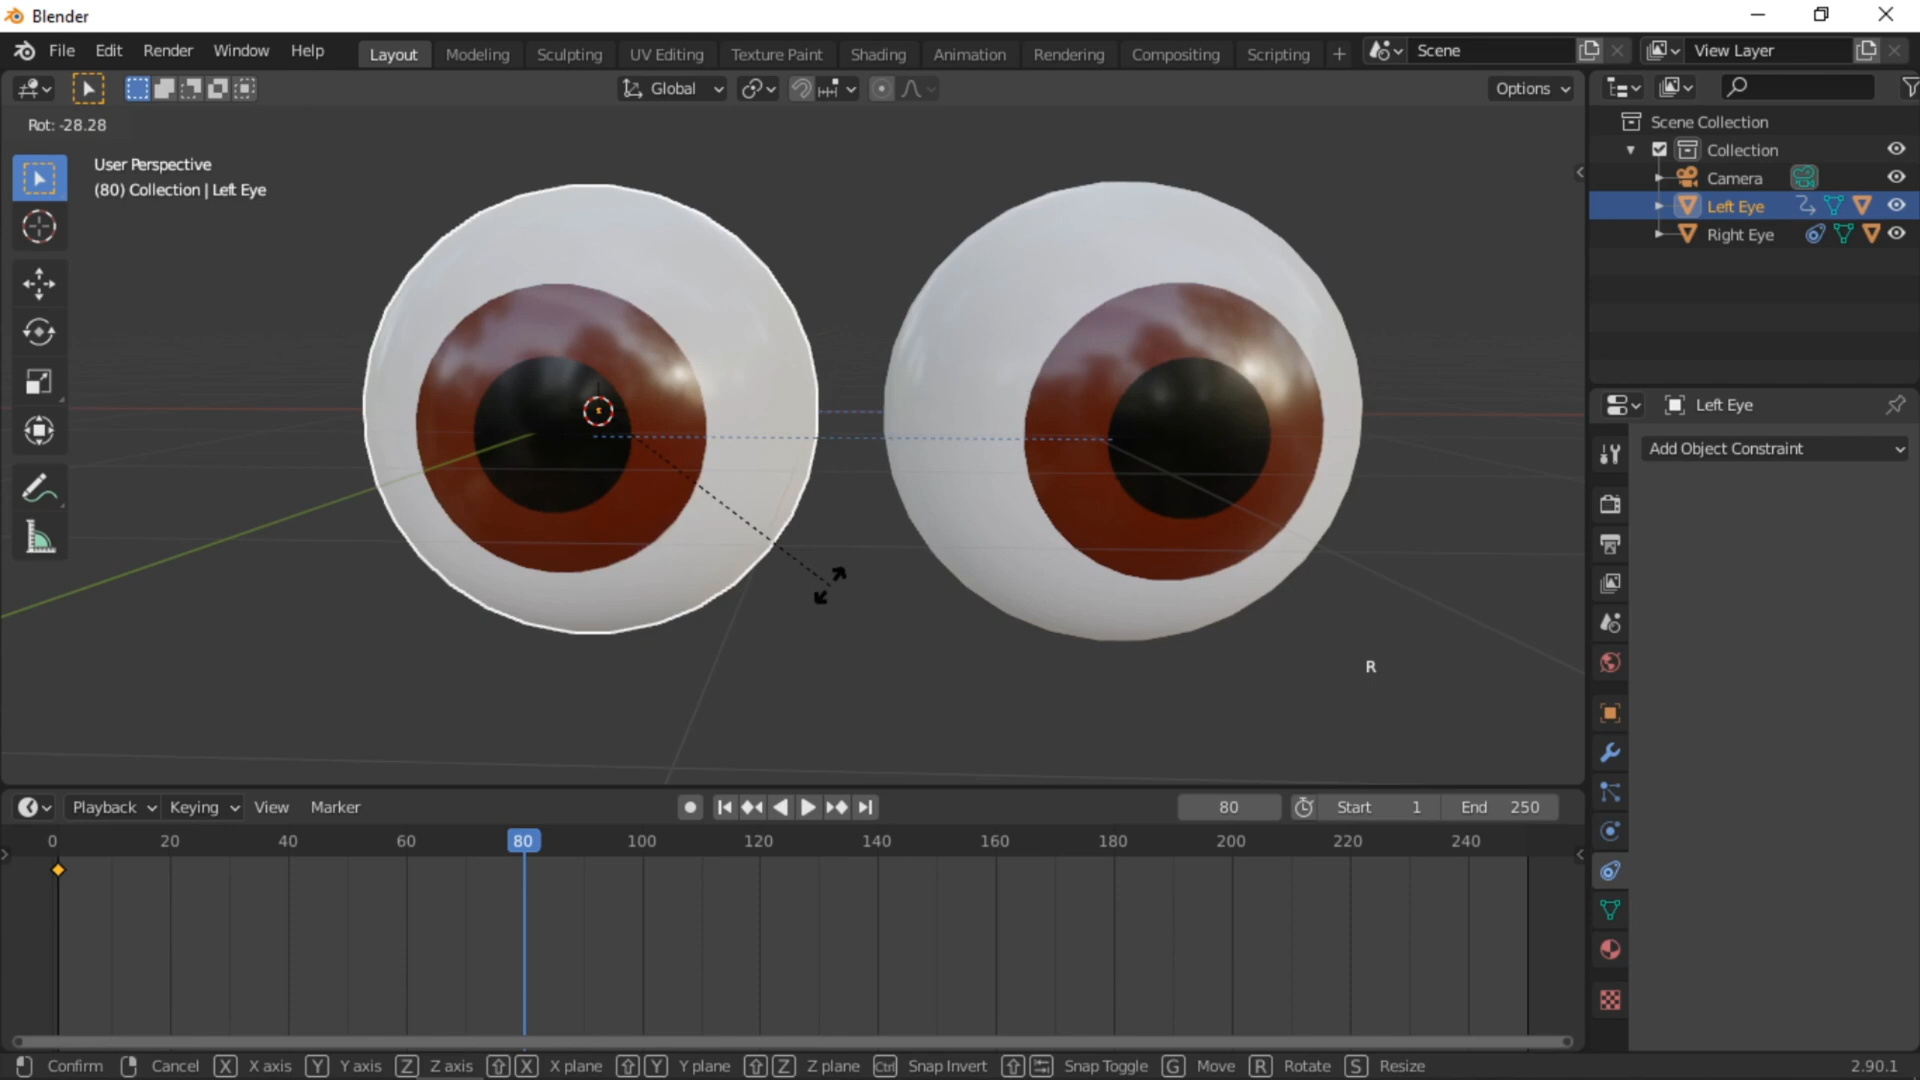 Blender
File Edit Render Window Help Layout Modeling Sculpting UV Editing Texture Paint Shading Animation Rendering Compositing Scripting + Scene View Layer
Global Options
Rot: -28.28
User Perspective
(80) Collection | Left Eye
Scene Collection
Collection
Camera
Left Eye
Right Eye
Left Eye
Add Object Constraint
R
Playback Keying View Marker 80 Start 1 End 250
0 20 40 60 80 100 120 140 160 180 200 220 240
Confirm Cancel X X axis Y Y axis Z Z axis X X plane Y Y plane Z Z plane Ctrl Snap Invert Snap Toggle G Move R Rotate S Resize 2.90.1